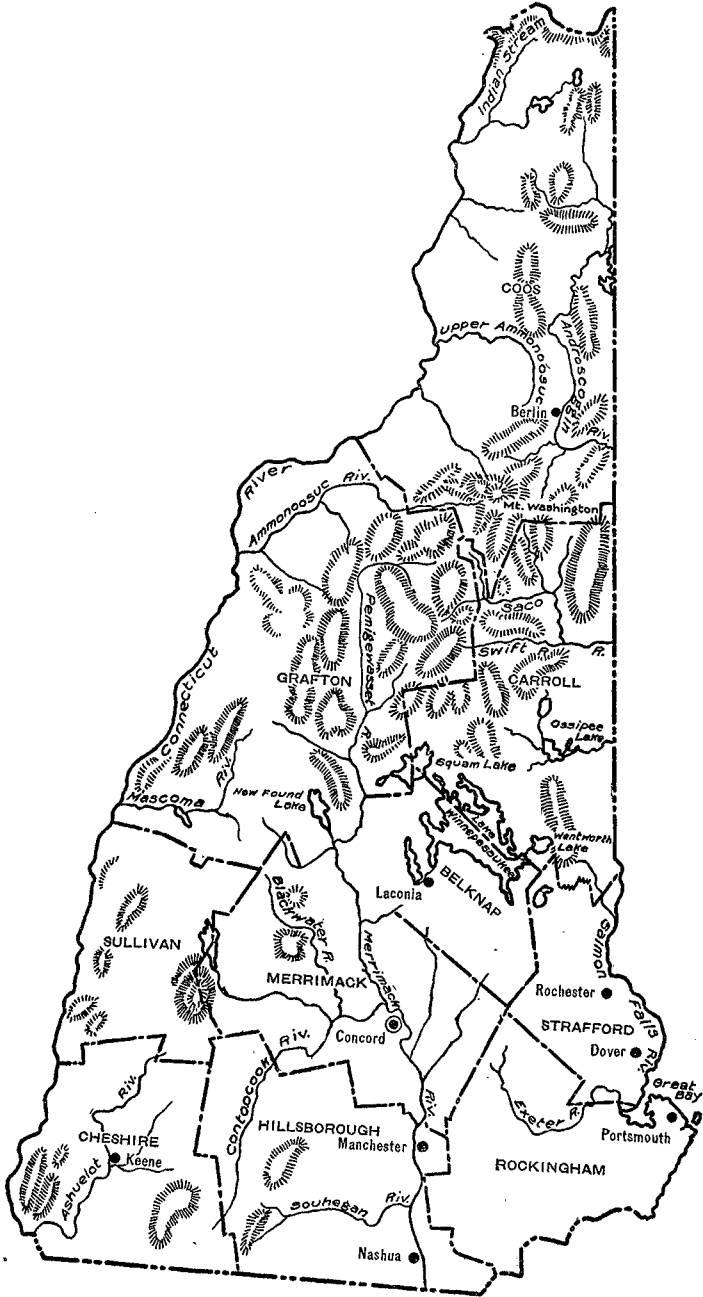 Indian Stream
COOS
Upper Ammonoosuc
Androscoggin
Riv.
Berlin
River
Ammonoosuc Riv.
Mt. Washington
Pemigewasset
R.
Saco
R.
Swift R.
GRAFTON
CARROLL
Connecticut
Ossipee
Lake
Squam Lake
Riv.
Mascoma
New Found
Lake
Lake
Winnepesaukee
Wentworth
Lake
Laconia
BELKNAP
Blackwater R.
SULLIVAN
Merrimack
MERRIMACK
Salmon
Falls
Riv.
Rochester
Concord
STRAFFORD
Dover
Contoocook
Riv.
Great
Bay
Riv.
Exeter
R.
Portsmouth
HILLSBOROUGH
Manchester
CHESHIRE
Keene
Ashuelot
Riv.
ROCKINGHAM
Souhegan
Riv.
Nashua